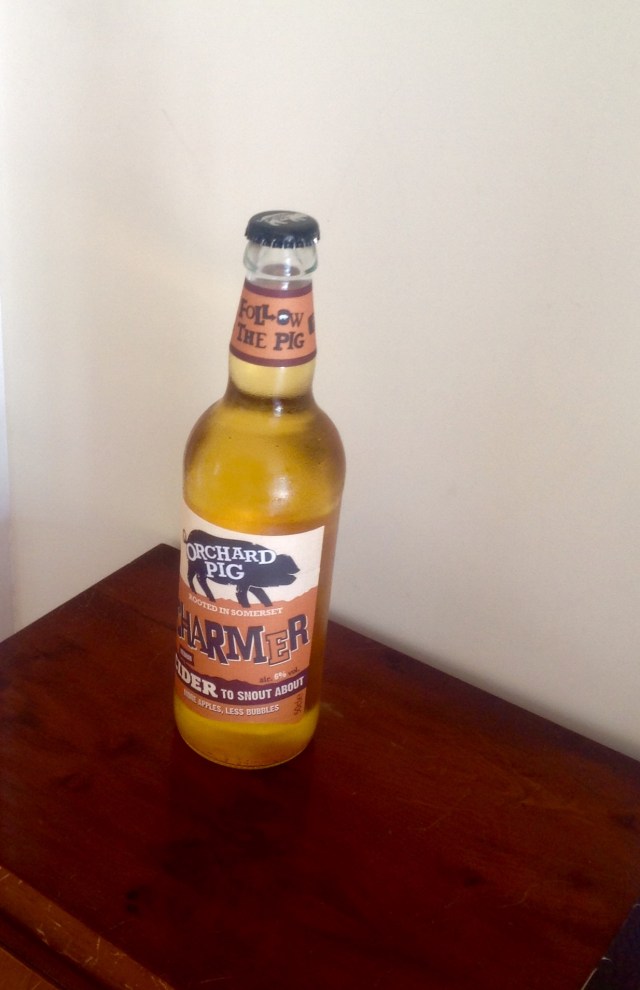 FOLLOW
THE PIG
ORCHARD
PIG
ROOTED IN SOMERSET
CHARMER
CIDER TO SNOUT ABOUT
MORE APPLES, LESS BUBBLES